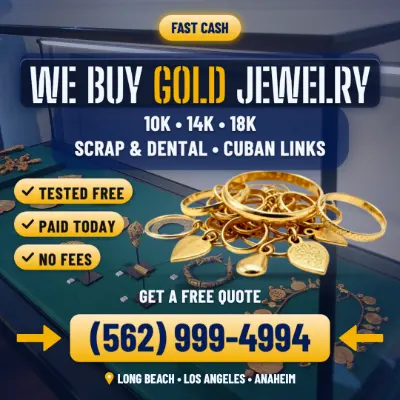 FAST CASH
WE BUY GOLD JEWELRY
10K • 14K • 18K
SCRAP & DENTAL • CUBAN LINKS
TESTED FREE
PAID TODAY
NO FEES
GET A FREE QUOTE
(562) 999-4994
LONG BEACH • LOS ANGELES • ANAHEIM